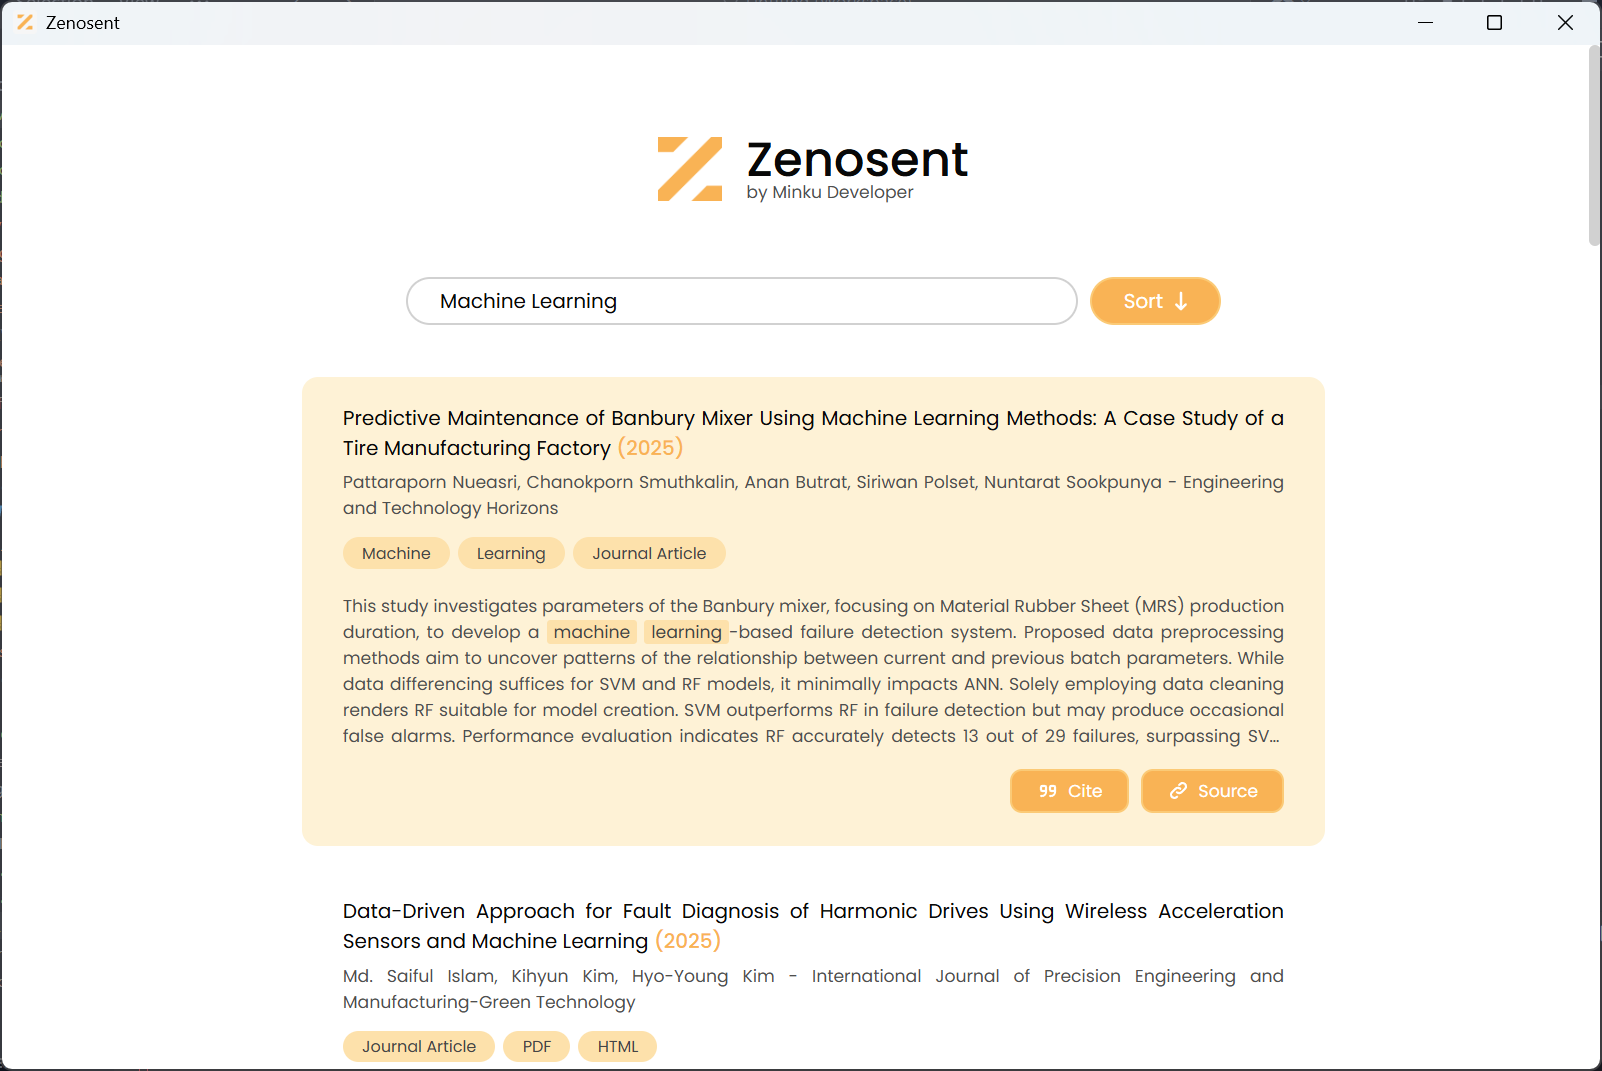 Zenosent
Zenosent
by Minku Developer
Machine Learning
Sort ↓
Predictive Maintenance of Banbury Mixer Using Machine Learning Methods: A Case Study of a
Tire Manufacturing Factory (2025)
Pattaraporn Nueasri, Chanokporn Smuthkalin, Anan Butrat, Siriwan Polset, Nuntarat Sookpunya - Engineering
and Technology Horizons
Machine Learning Journal Article
This study investigates parameters of the Banbury mixer, focusing on Material Rubber Sheet (MRS) production
duration, to develop a machine learning -based failure detection system. Proposed data preprocessing
methods aim to uncover patterns of the relationship between current and previous batch parameters. While
data differencing suffices for SVM and RF models, it minimally impacts ANN. Solely employing data cleaning
renders RF suitable for model creation. SVM outperforms RF in failure detection but may produce occasional
false alarms. Performance evaluation indicates RF accurately detects 13 out of 29 failures, surpassing SV...
Cite Source
Data-Driven Approach for Fault Diagnosis of Harmonic Drives Using Wireless Acceleration
Sensors and Machine Learning (2025)
Md. Saiful Islam, Kihyun Kim, Hyo-Young Kim - International Journal of Precision Engineering and
Manufacturing-Green Technology
Journal Article PDF HTML